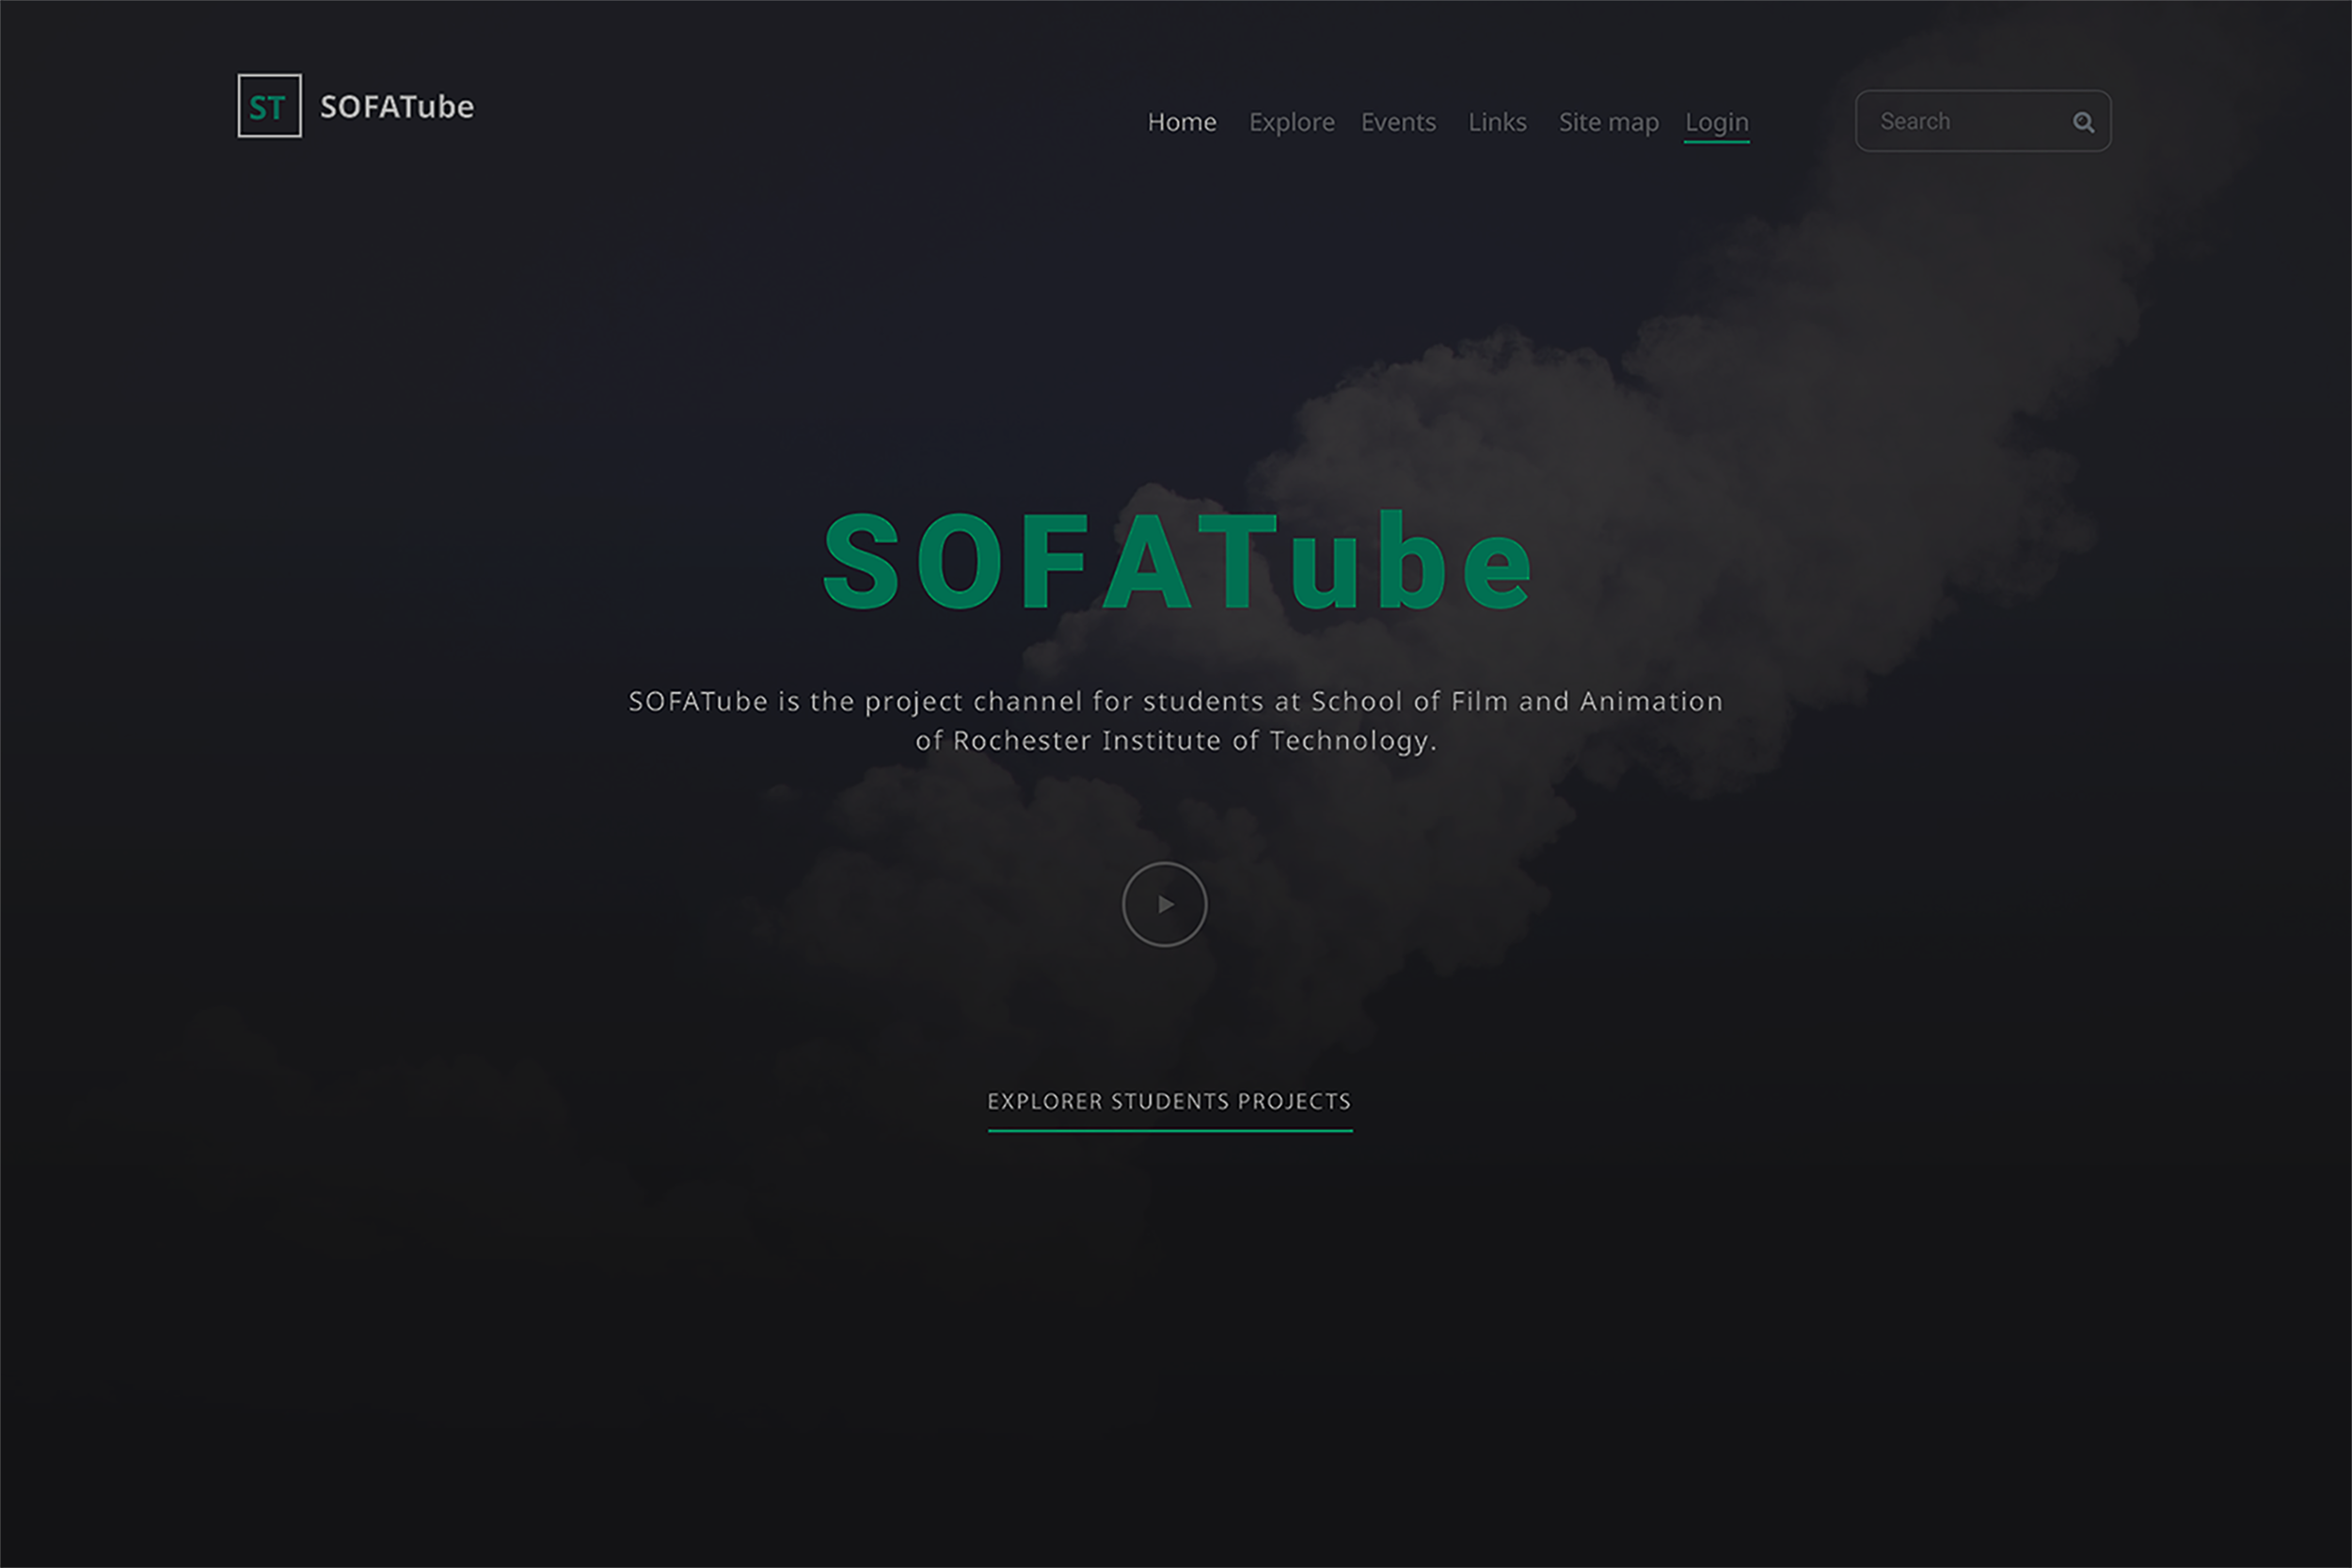 ST SOFATube
Home Explore Events Links Site map Login Search
SOFATube
SOFATube is the project channel for students at School of Film and Animation
of Rochester Institute of Technology.
EXPLORER STUDENTS PROJECTS